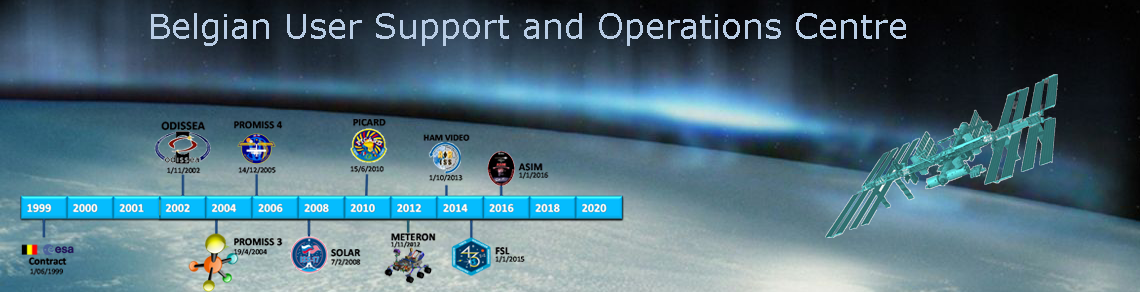 Belgian User Support and Operations Centre
ODISSEA
ODISSEA
1/11/2002
PROMISS 4
14/12/2005
PICARD
15/6/2010
HAM VIDEO
1/10/2013
ASIM
1/1/2016
1999 2000 2001 2002 2004 2006 2008 2010 2012 2014 2016 2018 2020
esa
Contract
1/06/1999
PROMISS 3
19/4/2004
SOLAR
7/2/2008
METERON
1/11/2012
FSL
1/1/2015